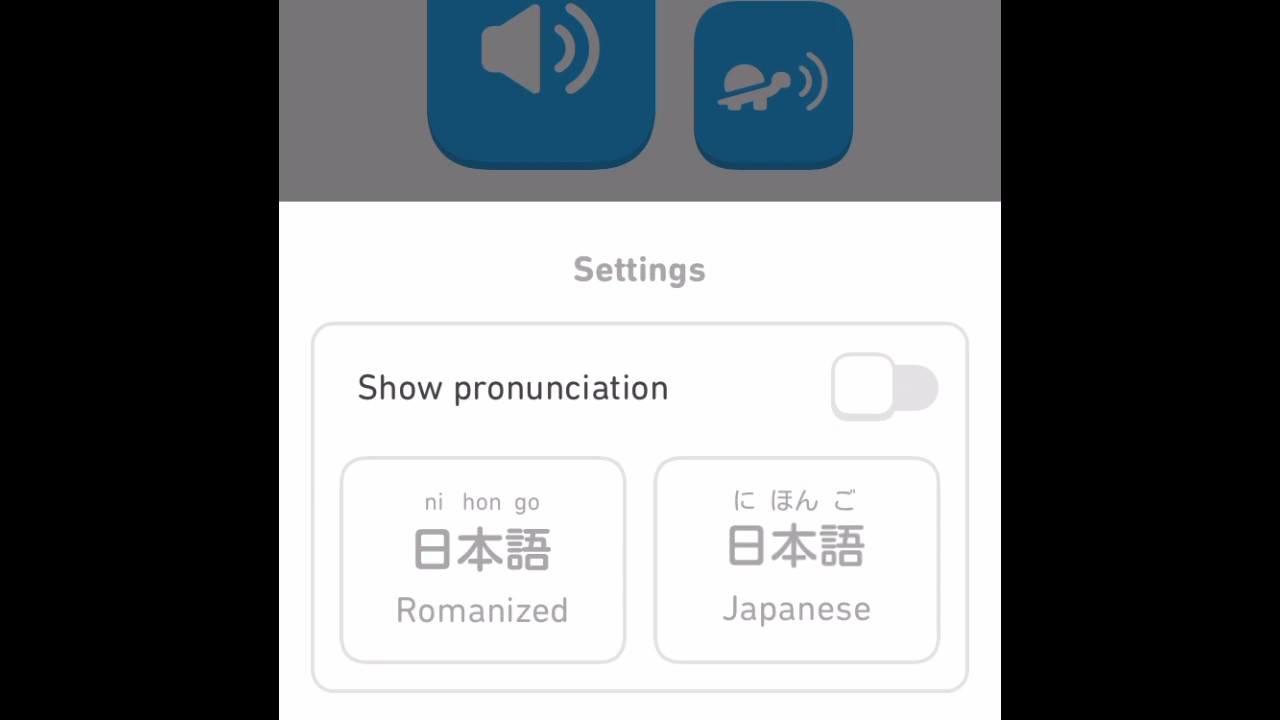 Settings
Show pronunciation
ni hon go
日本語
Romanized
に ほん ご
日本語
Japanese